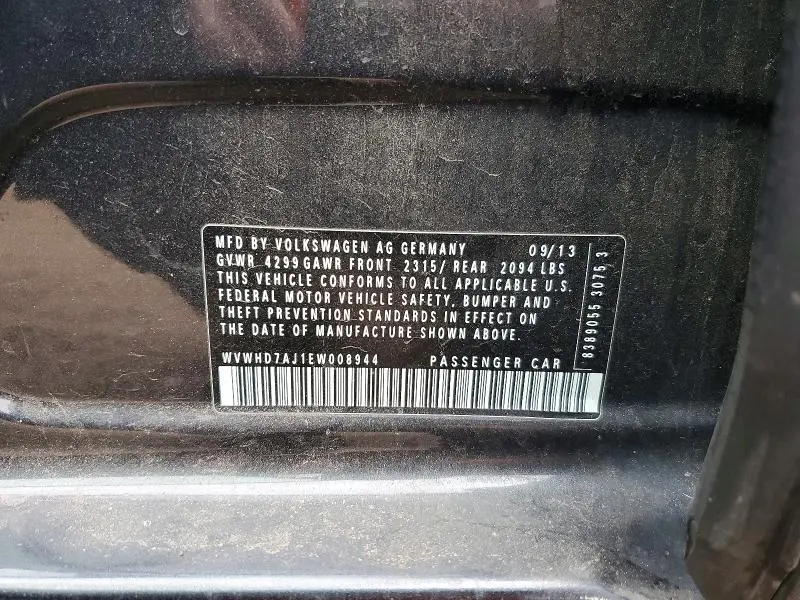 MFD BY VOLKSWAGEN AG GERMANY 09/13
GVWR 4299 GAWR FRONT 2315/ REAR 2094 LBS
THIS VEHICLE CONFORMS TO ALL APPLICABLE U.S.
FEDERAL MOTOR VEHICLE SAFETY, BUMPER AND
THEFT PREVENTION STANDARDS IN EFFECT ON
THE DATE OF MANUFACTURE SHOWN ABOVE.
WVWHD7AJ1EW008944 PASSENGER CAR
8389055 3075 3